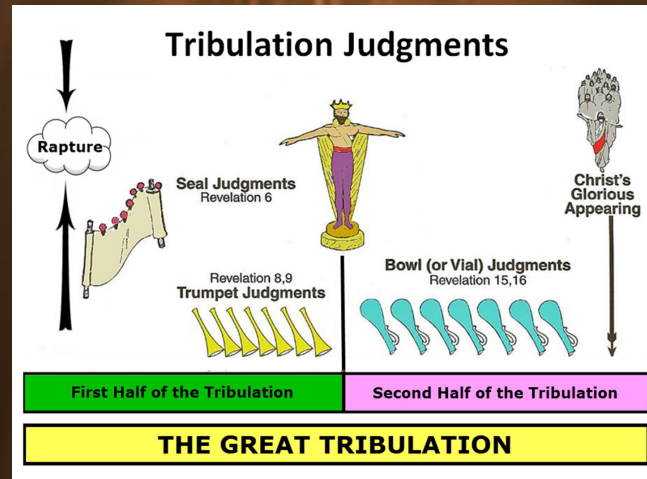 Tribulation Judgments
Rapture
Seal Judgments
Revelation 6
Christ's
Glorious
Appearing
Revelation 8,9
Trumpet Judgments
Bowl (or Vial) Judgments
Revelation 15,16
First Half of the Tribulation
Second Half of the Tribulation
THE GREAT TRIBULATION